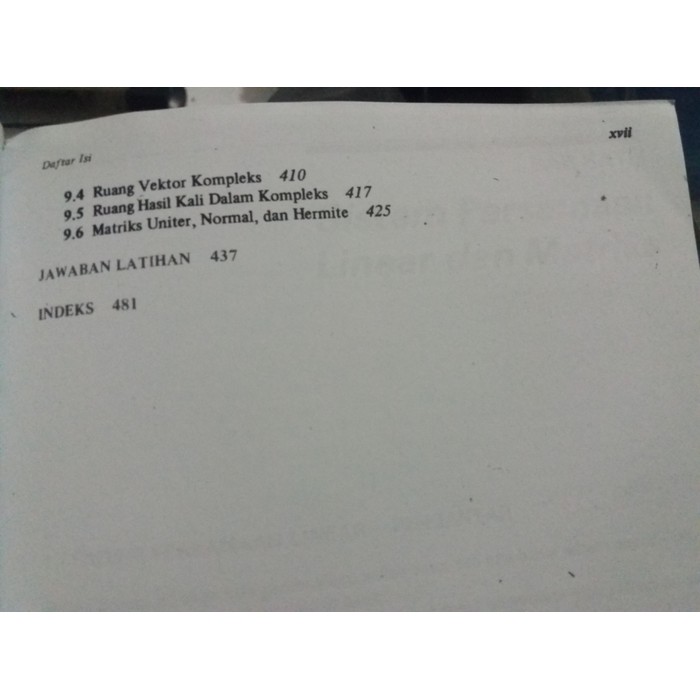 Daftar Isi
xvii
9.4 Ruang Vektor Kompleks 410
9.5 Ruang Hasil Kali Dalam Kompleks 417
9.6 Matriks Uniter, Normal, dan Hermite 425
JAWABAN LATIHAN 437
INDEKS 481